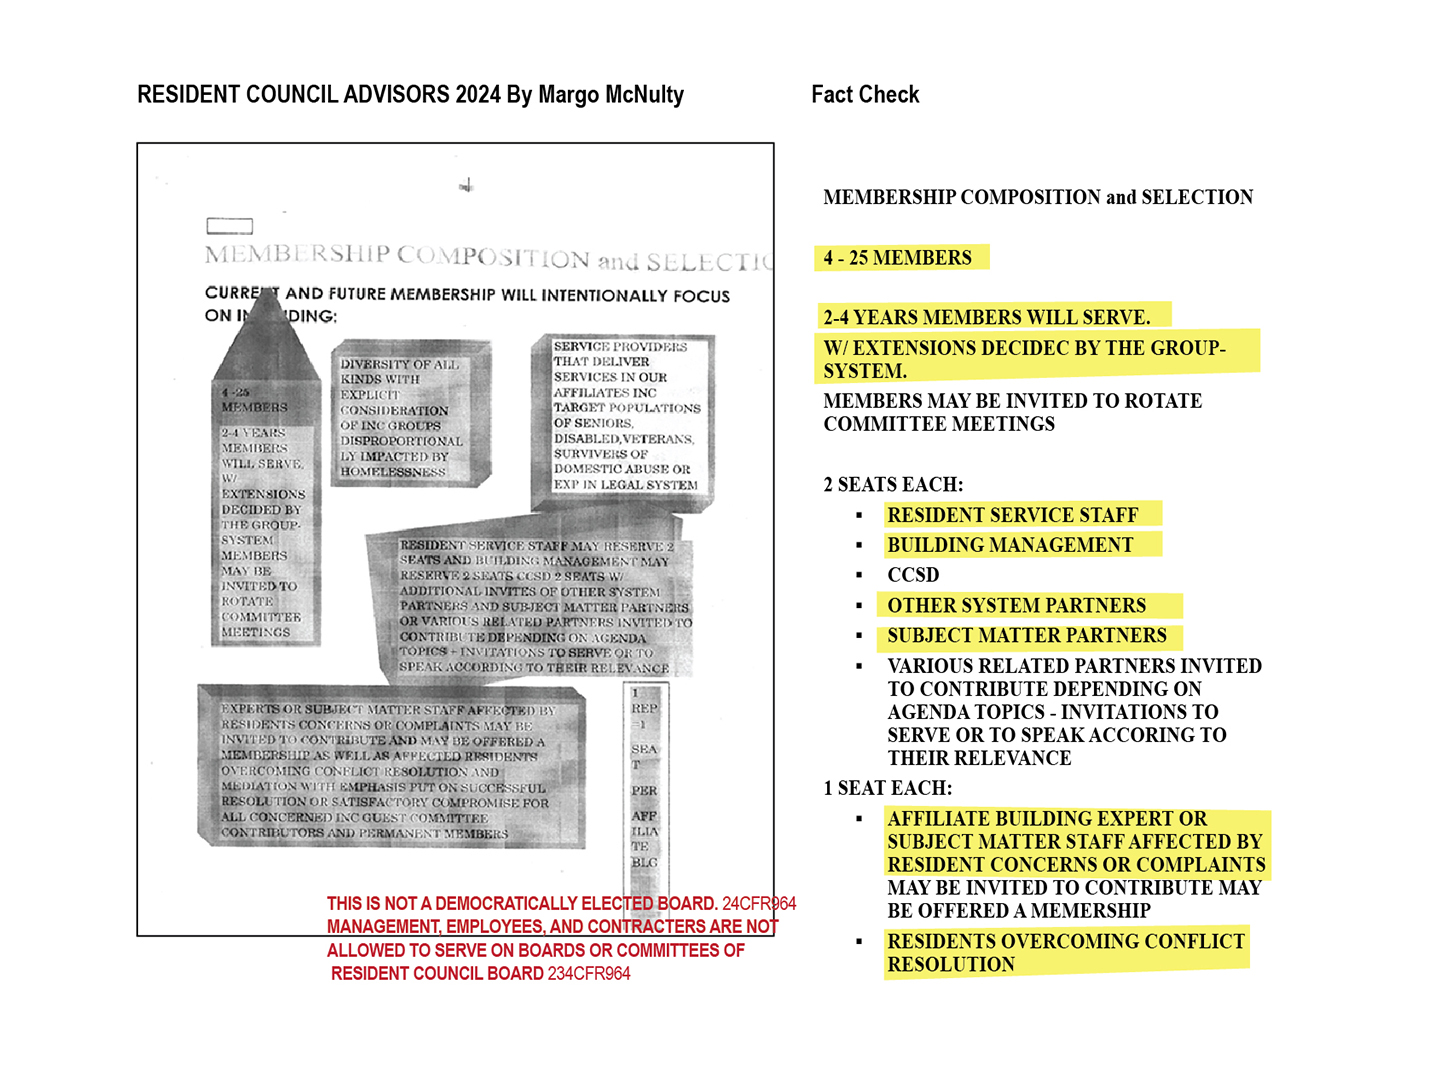 RESIDENT COUNCIL ADVISORS 2024 By Margo McNulty
Fact Check
MEMBERSHIP COMPOSITION and SELECTIO
CURRENT AND FUTURE MEMBERSHIP WILL INTENTIONALLY FOCUS
ON IN DING:
4 -25
MEMBERS
2-4 YEARS
MEMBERS
WILL SERVE,
W/
EXTENSIONS
DECIDED BY
THE GROUP-
SYSTEM
MEMBERS
MAY BE
INVITED TO
ROTATE
COMMITTEE
MEETINGS
DIVERSITY OF ALL
KINDS WITH
EXPLICIT
CONSIDERATION
OF INC GROUPS
DISPROPORTIONAL
LY IMPACTED BY
HOMELESSNESS
SERVICE PROVIDERS
THAT DELIVER
SERVICES IN OUR
AFFILIATES INC
TARGET POPULATIONS
OF SENIORS,
DISABLED,VETERANS,
SURVIVERS OF
DOMESTIC ABUSE OR
EXP IN LEGAL SYSTEM
RESIDENT SERVICE STAFF MAY RESERVE 2
SEATS AND BUILDING MANAGEMENT MAY
RESERVE 2 SEATS CCSD 2 SEATS W/
ADDITIONAL INVITES OF OTHER SYSTEM
PARTNERS AND SUBJECT MATTER PARTNERS
OR VARIOUS RELATED PARTNERS INVITED TO
CONTRIBUTE DEPENDING ON AGENDA
TOPICS - INVITATIONS TO SERVE OR TO
SPEAK ACCORDING TO THEIR RELEVANCE
EXPERTS OR SUBJECT MATTER STAFF AFFECTED BY
RESIDENTS CONCERNS OR COMPLAINTS MAY BE
INVITED TO CONTRIBUTE AND MAY BE OFFERED A
MEMBERSHIP AS WELL AS AFFECTED RESIDENTS
OVERCOMING CONFLICT RESOLUTION AND
MEDIATION WITH EMPHASIS PUT ON SUCCESSFUL
RESOLUTION OR SATISFACTORY COMPROMISE FOR
ALL CONCERNED INC GUEST COMMITTEE
CONTRIBUTORS AND PERMANENT MEMBERS
1
REP
=1
SEA
T
PER
AFF
ILIA
TE
BLG
THIS IS NOT A DEMOCRATICALLY ELECTED BOARD. 24CFR964
MANAGEMENT, EMPLOYEES, AND CONTRACTERS ARE NOT
ALLOWED TO SERVE ON BOARDS OR COMMITTEES OF
RESIDENT COUNCIL BOARD 234CFR964
MEMBERSHIP COMPOSITION and SELECTION
4 - 25 MEMBERS
2-4 YEARS MEMBERS WILL SERVE.
W/ EXTENSIONS DECIDEC BY THE GROUP-
SYSTEM.
MEMBERS MAY BE INVITED TO ROTATE
COMMITTEE MEETINGS
2 SEATS EACH:
▪ RESIDENT SERVICE STAFF
▪ BUILDING MANAGEMENT
▪ CCSD
▪ OTHER SYSTEM PARTNERS
▪ SUBJECT MATTER PARTNERS
▪ VARIOUS RELATED PARTNERS INVITED
TO CONTRIBUTE DEPENDING ON
AGENDA TOPICS - INVITATIONS TO
SERVE OR TO SPEAK ACCORING TO
THEIR RELEVANCE
1 SEAT EACH:
▪ AFFILIATE BUILDING EXPERT OR
SUBJECT MATTER STAFF AFFECTED BY
RESIDENT CONCERNS OR COMPLAINTS
MAY BE INVITED TO CONTRIBUTE MAY
BE OFFERED A MEMERSHIP
▪ RESIDENTS OVERCOMING CONFLICT
RESOLUTION